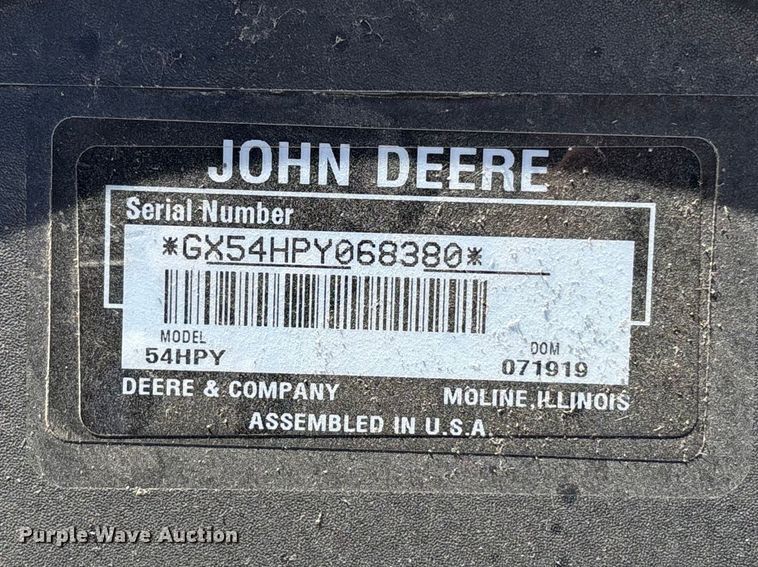 JOHN DEERE
Serial Number
*GX54HPY068380*
MODEL
54HPY
DOM
071919
DEERE & COMPANY MOLINE, ILLINOIS
ASSEMBLED IN U.S.A
Purple Wave Auction